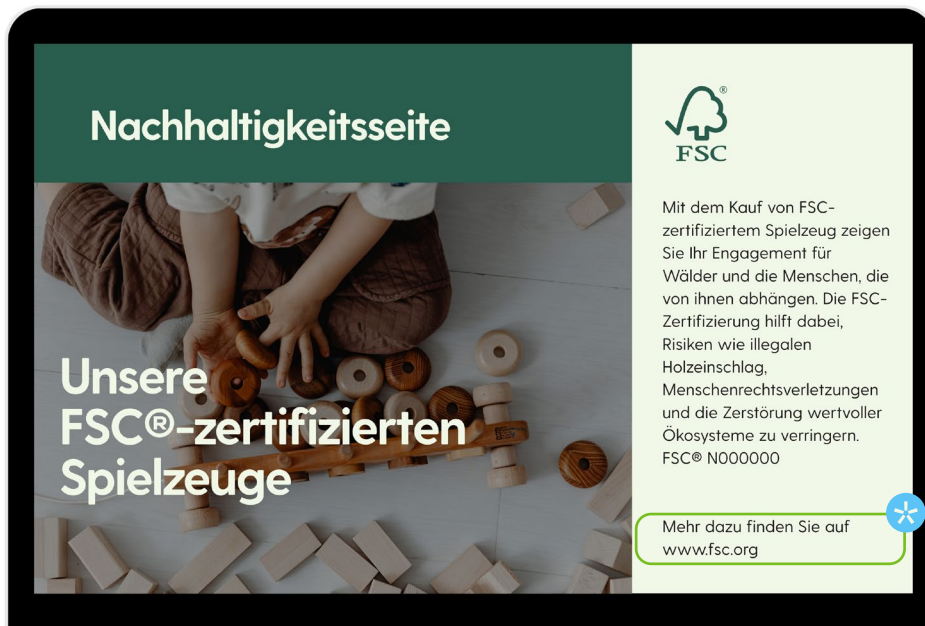 Nachhaltigkeitsseite
Unsere
FSC®-zertifizierten
Spielzeuge
®
FSC
Mit dem Kauf von FSC-
zertifiziertem Spielzeug zeigen
Sie Ihr Engagement für
Wälder und die Menschen, die
von ihnen abhängen. Die FSC-
Zertifizierung hilft dabei,
Risiken wie illegalen
Holzeinschlag,
Menschenrechtsverletzungen
und die Zerstörung wertvoller
Ökosysteme zu verringern.
FSC® N000000
Mehr dazu finden Sie auf
www.fsc.org